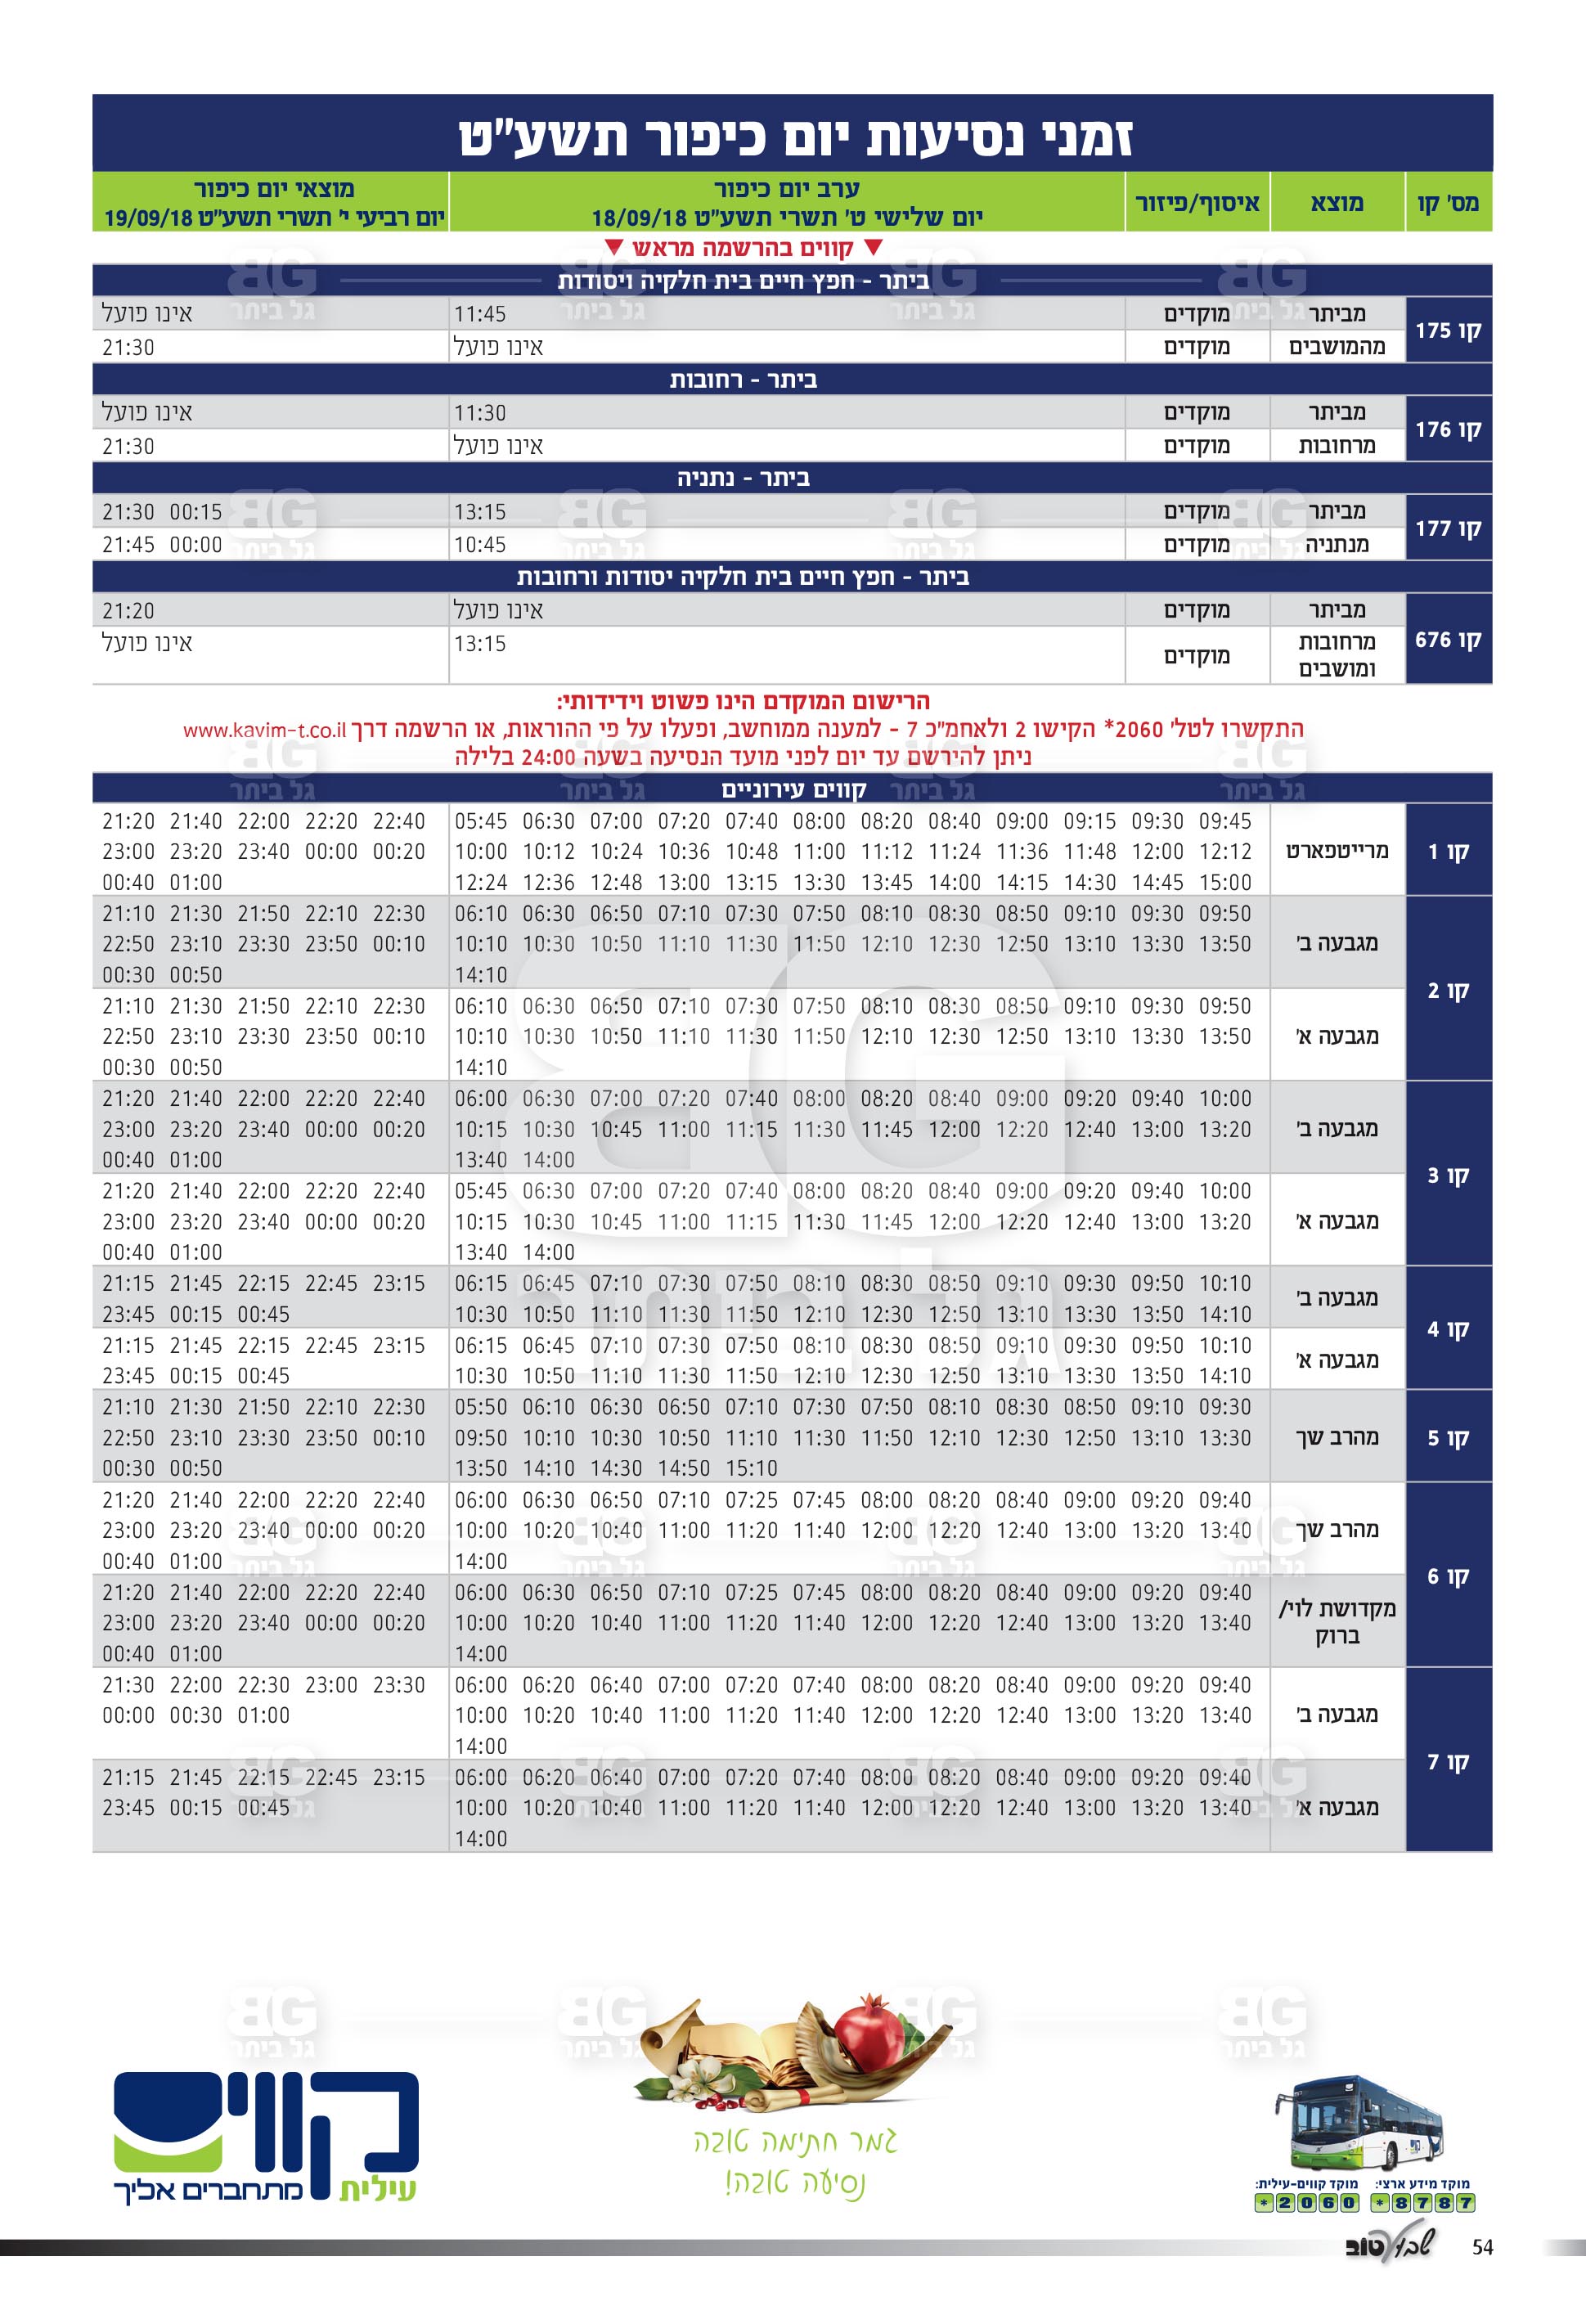 זמני נסיעות יום כיפור תשע"ט
מס' קו מוצא איסוף/פיזור ערב יום כיפור מוצאי יום כיפור
יום שלישי ט' תשרי תשע"ט 18/09/18 יום רביעי י' תשרי תשע"ט 19/09/18
▼ קווים בהרשמה מראש ▼
ביתר - חפץ חיים בית חלקיה ויסודות
קו 175 מביתר מוקדים 11:45 אינו פועל
מהמושבים מוקדים אינו פועל 21:30
ביתר - רחובות
קו 176 מביתר מוקדים 11:30 אינו פועל
מרחובות מוקדים אינו פועל 21:30
ביתר - נתניה
קו 177 מביתר מוקדים 13:15 21:30 00:15
מנתניה מוקדים 10:45 21:45 00:00
ביתר - חפץ חיים בית חלקיה יסודות ורחובות
קו 676 מביתר מוקדים אינו פועל 21:20
מרחובות ומושבים מוקדים 13:15 אינו פועל
הרישום המוקדם הינו פשוט וידידותי:
התקשרו לטל' 2060* הקישו 2 ולאחמ"כ 7 - למענה ממוחשב, ופעלו על פי ההוראות, או הרשמה דרך www.kavim-t.co.il
ניתן להירשם עד יום לפני מועד הנסיעה בשעה 24:00 בלילה
קווים עירוניים
קו 1 מרייטפארט
05:45 06:30 07:00 07:20 07:40 08:00 08:20 08:40 09:00 09:15 09:30 09:45
10:00 10:12 10:24 10:36 10:48 11:00 11:12 11:24 11:36 11:48 12:00 12:12
12:24 12:36 12:48 13:00 13:15 13:30 13:45 14:00 14:15 14:30 14:45 15:00
21:20 21:40 22:00 22:20 22:40
23:00 23:20 23:40 00:00 00:20
00:40 01:00
קו 2 מגבעה ב'
06:10 06:30 06:50 07:10 07:30 07:50 08:10 08:30 08:50 09:10 09:30 09:50
10:10 10:30 10:50 11:10 11:30 11:50 12:10 12:30 12:50 13:10 13:30 13:50
14:10
21:10 21:30 21:50 22:10 22:30
22:50 23:10 23:30 23:50 00:10
00:30 00:50
מגבעה א'
06:10 06:30 06:50 07:10 07:30 07:50 08:10 08:30 08:50 09:10 09:30 09:50
10:10 10:30 10:50 11:10 11:30 11:50 12:10 12:30 12:50 13:10 13:30 13:50
14:10
21:10 21:30 21:50 22:10 22:30
22:50 23:10 23:30 23:50 00:10
00:30 00:50
קו 3 מגבעה ב'
06:00 06:30 07:00 07:20 07:40 08:00 08:20 08:40 09:00 09:20 09:40 10:00
10:15 10:30 10:45 11:00 11:15 11:30 11:45 12:00 12:20 12:40 13:00 13:20
13:40 14:00
21:20 21:40 22:00 22:20 22:40
23:00 23:20 23:40 00:00 00:20
00:40 01:00
מגבעה א'
05:45 06:30 07:00 07:20 07:40 08:00 08:20 08:40 09:00 09:20 09:40 10:00
10:15 10:30 10:45 11:00 11:15 11:30 11:45 12:00 12:20 12:40 13:00 13:20
13:40 14:00
21:20 21:40 22:00 22:20 22:40
23:00 23:20 23:40 00:00 00:20
00:40 01:00
קו 4 מגבעה ב'
06:15 06:45 07:10 07:30 07:50 08:10 08:30 08:50 09:10 09:30 09:50 10:10
10:30 10:50 11:10 11:30 11:50 12:10 12:30 12:50 13:10 13:30 13:50 14:10
21:15 21:45 22:15 22:45 23:15
23:45 00:15 00:45
מגבעה א'
06:15 06:45 07:10 07:30 07:50 08:10 08:30 08:50 09:10 09:30 09:50 10:10
10:30 10:50 11:10 11:30 11:50 12:10 12:30 12:50 13:10 13:30 13:50 14:10
21:15 21:45 22:15 22:45 23:15
23:45 00:15 00:45
קו 5 מהרב שך
05:50 06:10 06:30 06:50 07:10 07:30 07:50 08:10 08:30 08:50 09:10 09:30
09:50 10:10 10:30 10:50 11:10 11:30 11:50 12:10 12:30 12:50 13:10 13:30
13:50 14:10 14:30 14:50 15:10
21:10 21:30 21:50 22:10 22:30
22:50 23:10 23:30 23:50 00:10
00:30 00:50
קו 6 מהרב שך
06:00 06:30 06:50 07:10 07:25 07:45 08:00 08:20 08:40 09:00 09:20 09:40
10:00 10:20 10:40 11:00 11:20 11:40 12:00 12:20 12:40 13:00 13:20 13:40
14:00
21:20 21:40 22:00 22:20 22:40
23:00 23:20 23:40 00:00 00:20
00:40 01:00
מקדושת לוי/ ברוק
06:00 06:30 06:50 07:10 07:25 07:45 08:00 08:20 08:40 09:00 09:20 09:40
10:00 10:20 10:40 11:00 11:20 11:40 12:00 12:20 12:40 13:00 13:20 13:40
14:00
21:20 21:40 22:00 22:20 22:40
23:00 23:20 23:40 00:00 00:20
00:40 01:00
קו 7 מגבעה ב'
06:00 06:20 06:40 07:00 07:20 07:40 08:00 08:20 08:40 09:00 09:20 09:40
10:00 10:20 10:40 11:00 11:20 11:40 12:00 12:20 12:40 13:00 13:20 13:40
14:00
21:30 22:00 22:30 23:00 23:30
00:00 00:30 01:00
מגבעה א'
06:00 06:20 06:40 07:00 07:20 07:40 08:00 08:20 08:40 09:00 09:20 09:40
10:00 10:20 10:40 11:00 11:20 11:40 12:00 12:20 12:40 13:00 13:20 13:40
14:00
21:15 21:45 22:15 22:45 23:15
23:45 00:15 00:45
BG
גל ביתר
גמר חתימה טובה
נסיעה טובה!
קווים
עילית מתחברים אליך
מוקד מידע ארצי: מוקד קווים-עילית:
*8787 *2060
54 שבוע טוב